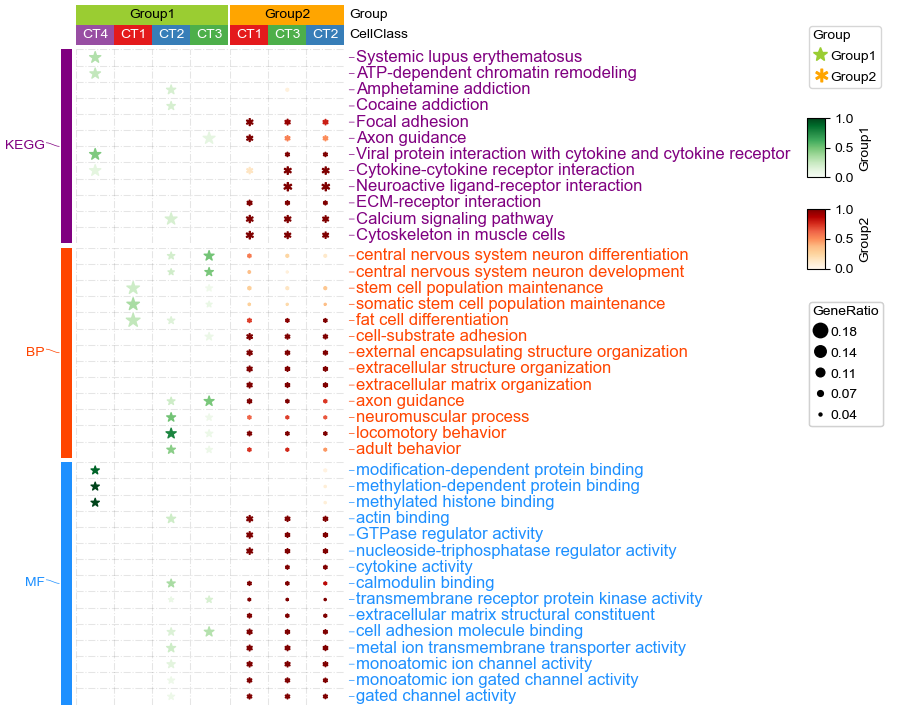 Group1 Group2 Group
CT4 CT1 CT2 CT3 CT1 CT3 CT2 CellClass
KEGG
Systemic lupus erythematosus
ATP-dependent chromatin remodeling
Amphetamine addiction
Cocaine addiction
Focal adhesion
Axon guidance
Viral protein interaction with cytokine and cytokine receptor
Cytokine-cytokine receptor interaction
Neuroactive ligand-receptor interaction
ECM-receptor interaction
Calcium signaling pathway
Cytoskeleton in muscle cells
BP
central nervous system neuron differentiation
central nervous system neuron development
stem cell population maintenance
somatic stem cell population maintenance
fat cell differentiation
cell-substrate adhesion
external encapsulating structure organization
extracellular structure organization
extracellular matrix organization
axon guidance
neuromuscular process
locomotory behavior
adult behavior
MF
modification-dependent protein binding
methylation-dependent protein binding
methylated histone binding
actin binding
GTPase regulator activity
nucleoside-triphosphatase regulator activity
cytokine activity
calmodulin binding
transmembrane receptor protein kinase activity
extracellular matrix structural constituent
cell adhesion molecule binding
metal ion transmembrane transporter activity
monoatomic ion channel activity
monoatomic ion gated channel activity
gated channel activity
Group
Group1
Group2
1.0
0.5
0.0
Group1
1.0
0.5
0.0
Group2
GeneRatio
0.18
0.14
0.11
0.07
0.04